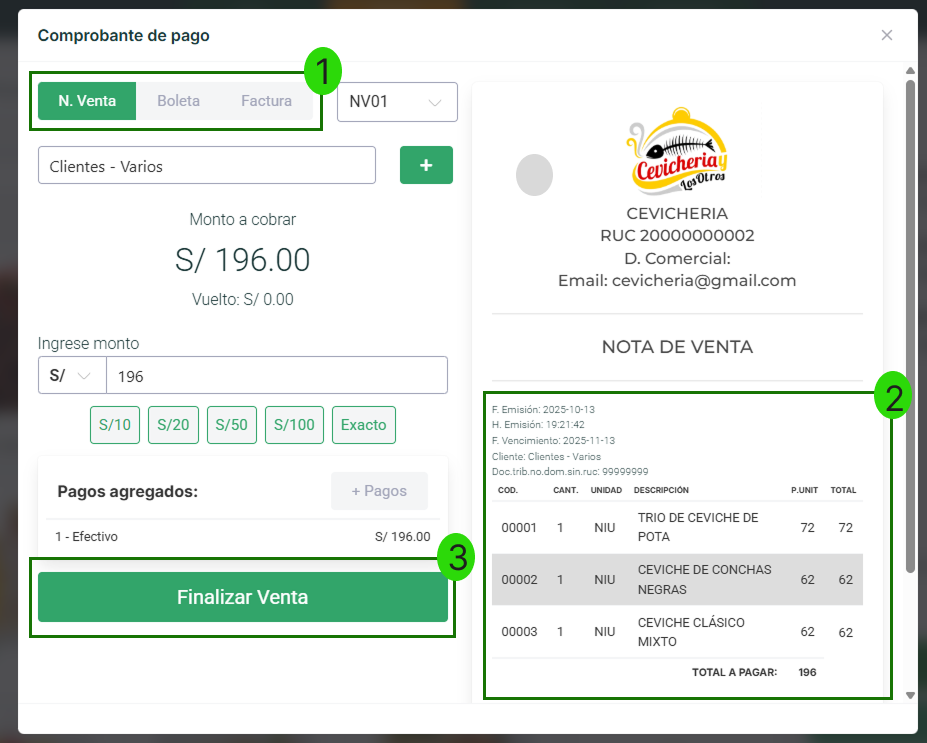 Comprobante de pago
1
N. Venta Boleta Factura
NV01
Clientes - Varios
+
Monto a cobrar
S/ 196.00
Vuelto: S/ 0.00
Ingrese monto
S/ 196
S/10 S/20 S/50 S/100 Exacto
Pagos agregados:
+ Pagos
1 - Efectivo S/ 196.00
3
Finalizar Venta
Cevichería y
Los Otros
CEVICHERIA
RUC 20000000002
D. Comercial:
Email: cevicheria@gmail.com
NOTA DE VENTA
2
F. Emisión: 2025-10-13
H. Emisión: 19:21:42
F. Vencimiento: 2025-11-13
Cliente: Clientes - Varios
Doc.trib.no.dom.sin.ruc: 99999999
COD. CANT. UNIDAD DESCRIPCIÓN P.UNIT TOTAL
00001 1 NIU TRIO DE CEVICHE DE POTA 72 72
00002 1 NIU CEVICHE DE CONCHAS NEGRAS 62 62
00003 1 NIU CEVICHE CLÁSICO MIXTO 62 62
TOTAL A PAGAR: 196